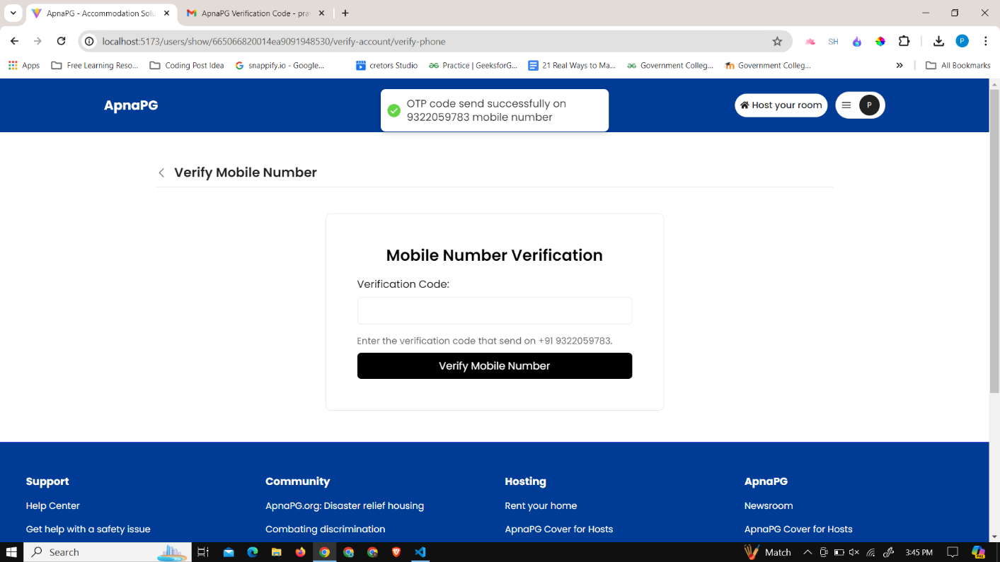 ApnaPG - Accommodation Solu
ApnaPG Verification Code - pra
localhost:5173/users/show/665066820014ea9091948530/verify-account/verify-phone
SH
P
Apps
Free Learning Reso...
Coding Post Idea
snappify.io - Google...
cretors Studio
Practice | GeeksforG...
21 Real Ways to Ma...
Government Colleg...
Government Colleg...
All Bookmarks
ApnaPG
OTP code send successfully on
9322059783 mobile number
Host your room
P
Verify Mobile Number
Mobile Number Verification
Verification Code:
Enter the verification code that send on +91 9322059783.
Verify Mobile Number
Support
Community
Hosting
ApnaPG
Help Center
ApnaPG.org: Disaster relief housing
Rent your home
Newsroom
Get help with a safety issue
Combating discrimination
ApnaPG Cover for Hosts
ApnaPG Cover for Hosts
Search
Match
3:45 PM
PRE